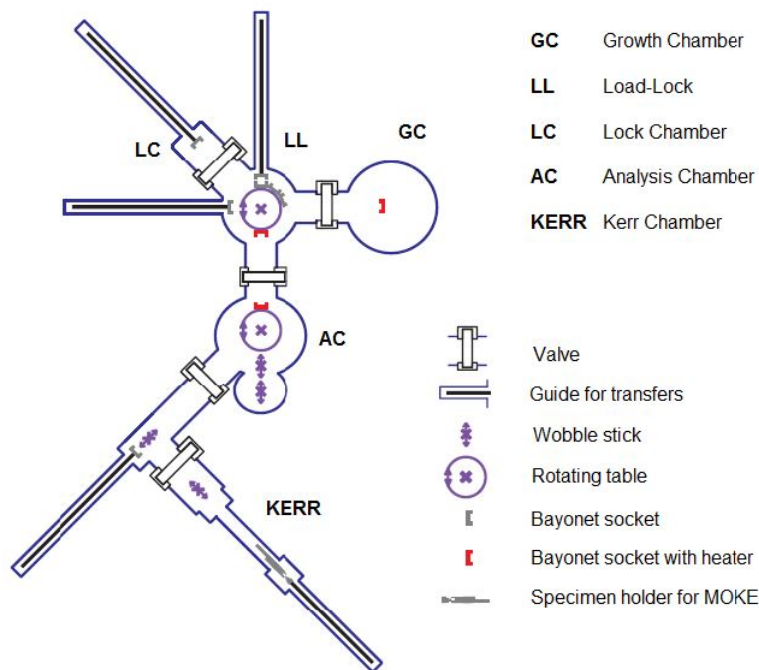 LC
LL
GC
AC
KERR
GC Growth Chamber
LL Load-Lock
LC Lock Chamber
AC Analysis Chamber
KERR Kerr Chamber
Valve
Guide for transfers
Wobble stick
Rotating table
Bayonet socket
Bayonet socket with heater
Specimen holder for MOKE